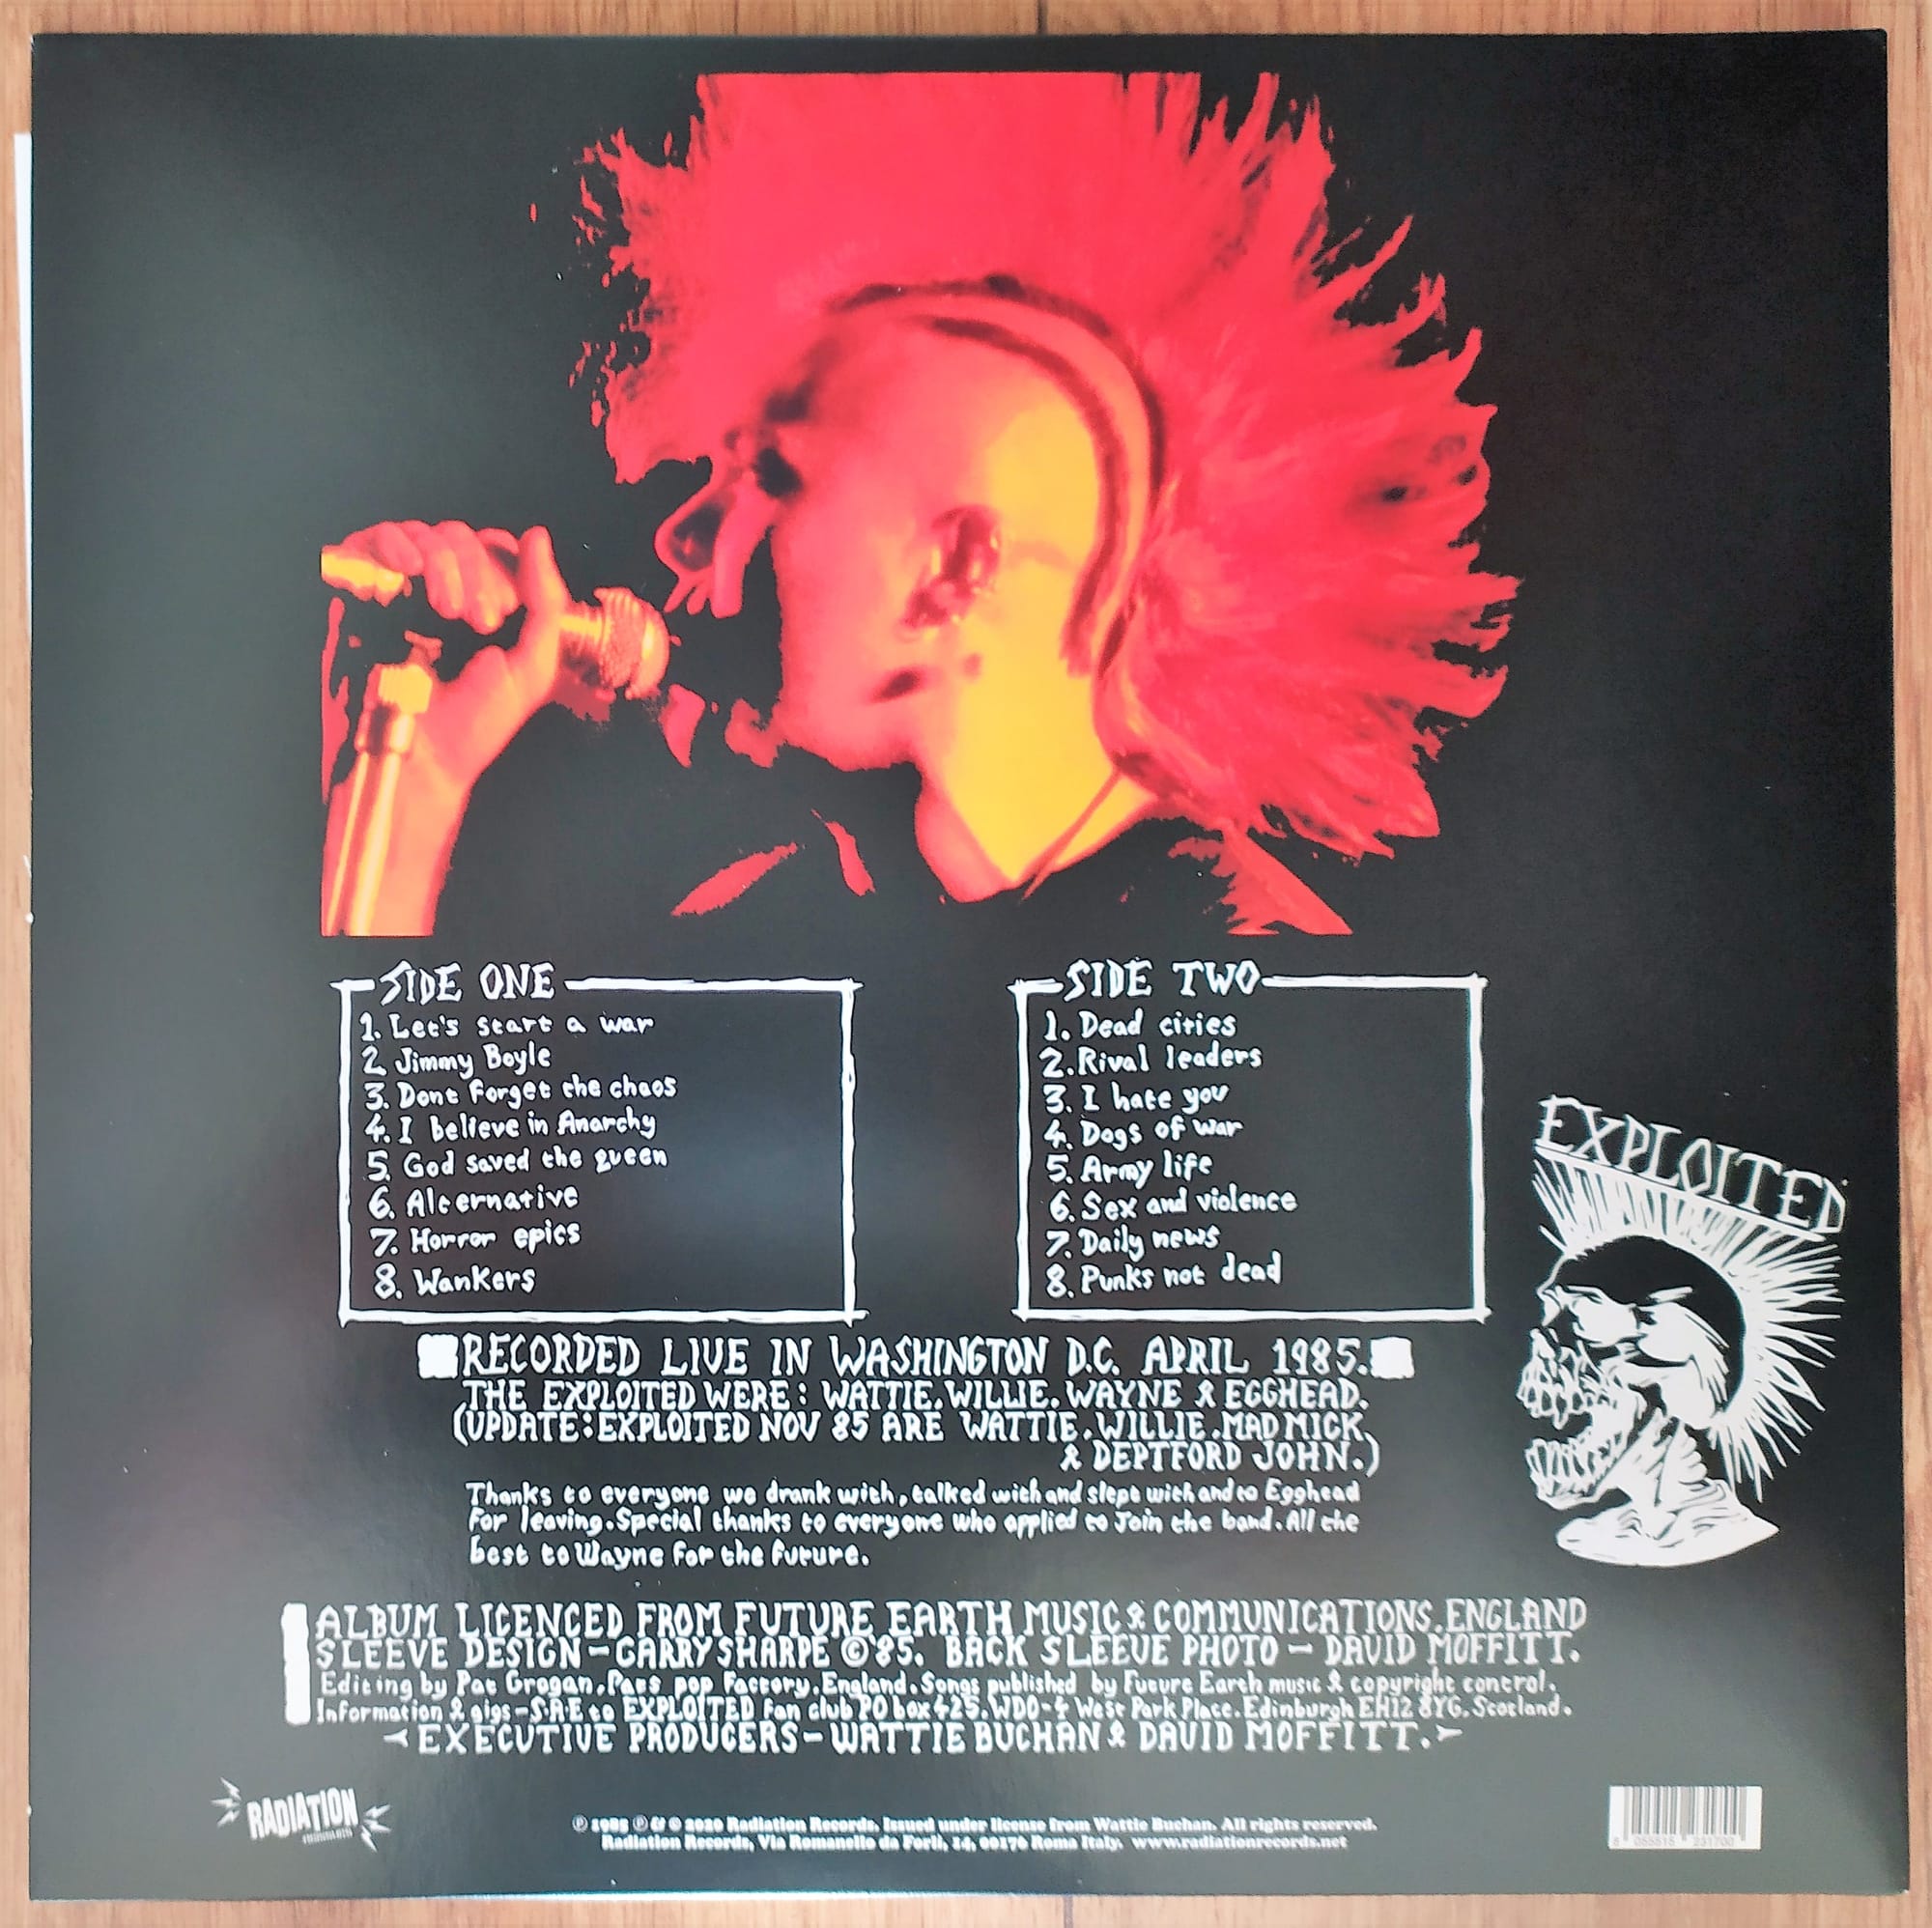 SIDE ONE
1. Let's start a war
2. Jimmy Boyle
3. Dont Forget the chaos
4. I believe in Anarchy
5. God saved the queen
6. Alternative
7. Horror epics
8. Wankers
SIDE TWO
1. Dead cities
2. Rival leaders
3. I hate you
4. Dogs of war
5. Army life
6. Sex and violence
7. Daily news
8. Punks not dead
EXPLOITED
RECORDED LIVE IN WASHINGTON D.C. APRIL 1985.
THE EXPLOITED WERE: WATTIE. WILLIE. WAYNE & EGGHEAD.
(UPDATE: EXPLOITED NOV 85 ARE WATTIE. WILLIE. MAD MICK
& DEPTFORD JOHN.)
Thanks to everyone we drank with, talked with and slept with and to Egghead
for leaving. Special thanks to everyone who applied to Join the band. All the
best to Wayne for the future.
ALBUM LICENCED FROM FUTURE EARTH MUSIC & COMMUNICATIONS. ENGLAND
SLEEVE DESIGN - GARRY SHARPE © 85. BACK SLEEVE PHOTO - DAVID MOFFITT.
Editing by Pat Grogan. Pats pop Factory. England. Songs published by Future Earth music & copyright control.
Information & gigs - S.A.E to EXPLOITED fan club PO box 425. WDO-4 West Park Place. Edinburgh EH12 8YG. Scotland.
EXECUTIVE PRODUCERS - WATTIE BUCHAN & DAVID MOFFITT.
RADIATION
℗ 1985 ℗ & © 2020 Radiation Records. Issued under license from Wattie Buchan. All rights reserved.
Radiation Records, Via Romanello da Forlì, 14, 00176 Roma Italy. www.radiationrecords.net
8 055515 231700